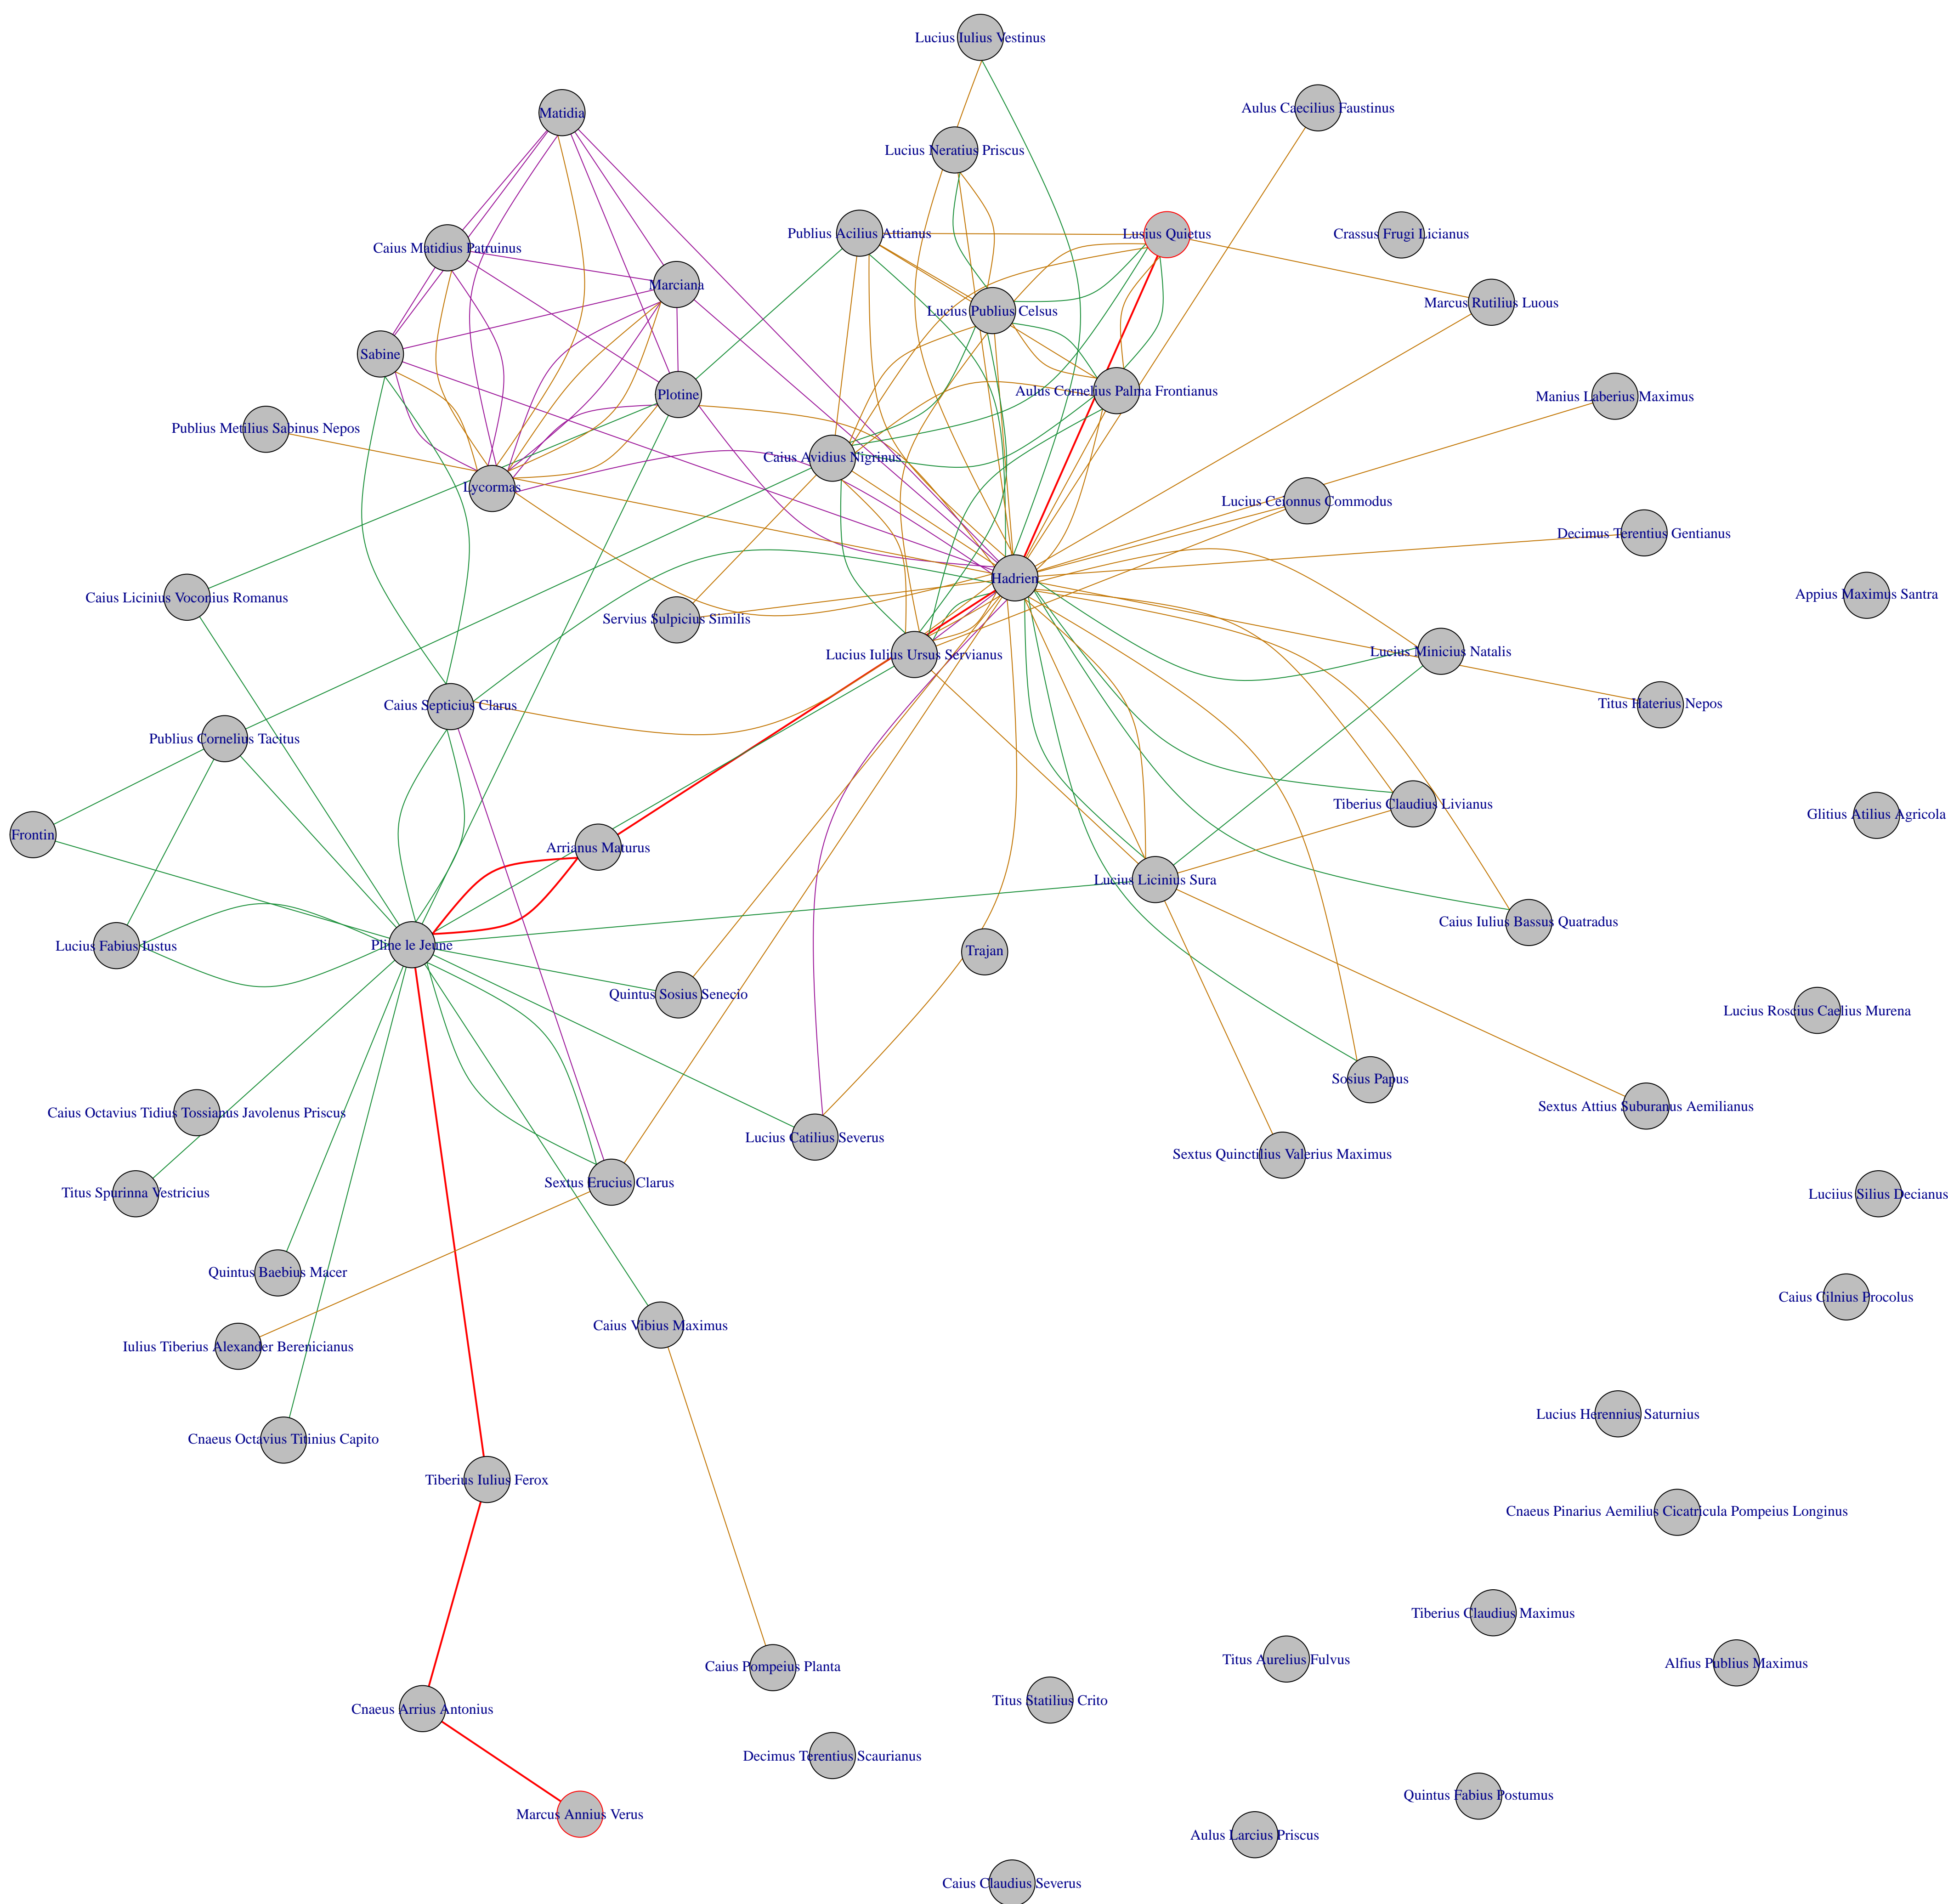 Lucius Iulius Vestinus
Aulus Caecilius Faustinus
Matidia
Lucius Neratius Priscus
Publius Acilius Attianus
Lusius Quietus
Crassus Frugi Licianus
Caius Matidius Patruinus
Marciana
Marcus Rutilius Luous
Lucius Publius Celsus
Sabine
Plotine
Aulus Cornelius Palma Frontianus
Manius Laberius Maximus
Publius Metilius Sabinus Nepos
Caius Avidius Nigrinus
Lycormas
Lucius Ceionnus Commodus
Decimus Terentius Gentianus
Hadrien
Caius Licinius Voconius Romanus
Appius Maximus Santra
Servius Sulpicius Similis
Lucius Iulius Ursus Servianus
Lucius Minicius Natalis
Caius Septicius Clarus
Titus Haterius Nepos
Publius Cornelius Tacitus
Tiberius Claudius Livianus
Glitius Atilius Agricola
Frontin
Arrianus Maturus
Lucius Licinius Sura
Caius Iulius Bassus Quatradus
Lucius Fabius Iustus
Pline le Jeune
Trajan
Quintus Sosius Senecio
Lucius Roscius Caelius Murena
Sosius Papus
Caius Octavius Tidius Tossianus Javolenus Priscus
Sextus Attius Suburanus Aemilianus
Lucius Catilius Severus
Sextus Quinctilius Valerius Maximus
Sextus Erucius Clarus
Titus Spurinna Vestricius
Luciius Silius Decianus
Quintus Baebius Macer
Caius Cilnius Procolus
Caius Vibius Maximus
Iulius Tiberius Alexander Berenicianus
Lucius Herennius Saturnius
Cnaeus Octavius Titinius Capito
Tiberius Iulius Ferox
Cnaeus Pinarius Aemilius Cicatricula Pompeius Longinus
Tiberius Claudius Maximus
Titus Aurelius Fulvus
Alfius Publius Maximus
Caius Pompeius Planta
Titus Statilius Crito
Cnaeus Arrius Antonius
Decimus Terentius Scaurianus
Quintus Fabius Postumus
Marcus Annius Verus
Aulus Larcius Priscus
Caius Claudius Severus